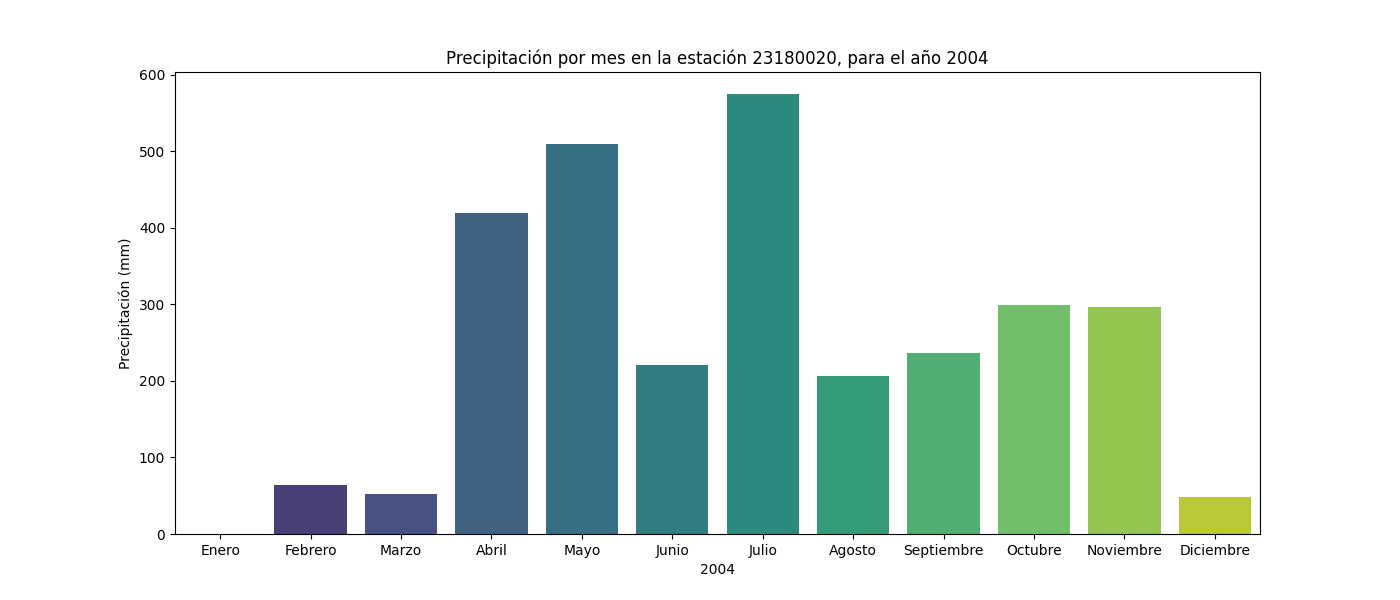 Precipitación por mes en la estación 23180020, para el año 2004
600
500
400
300
200
100
0
Precipitación (mm)
Enero Febrero Marzo Abril Mayo Junio Julio Agosto Septiembre Octubre Noviembre Diciembre
2004